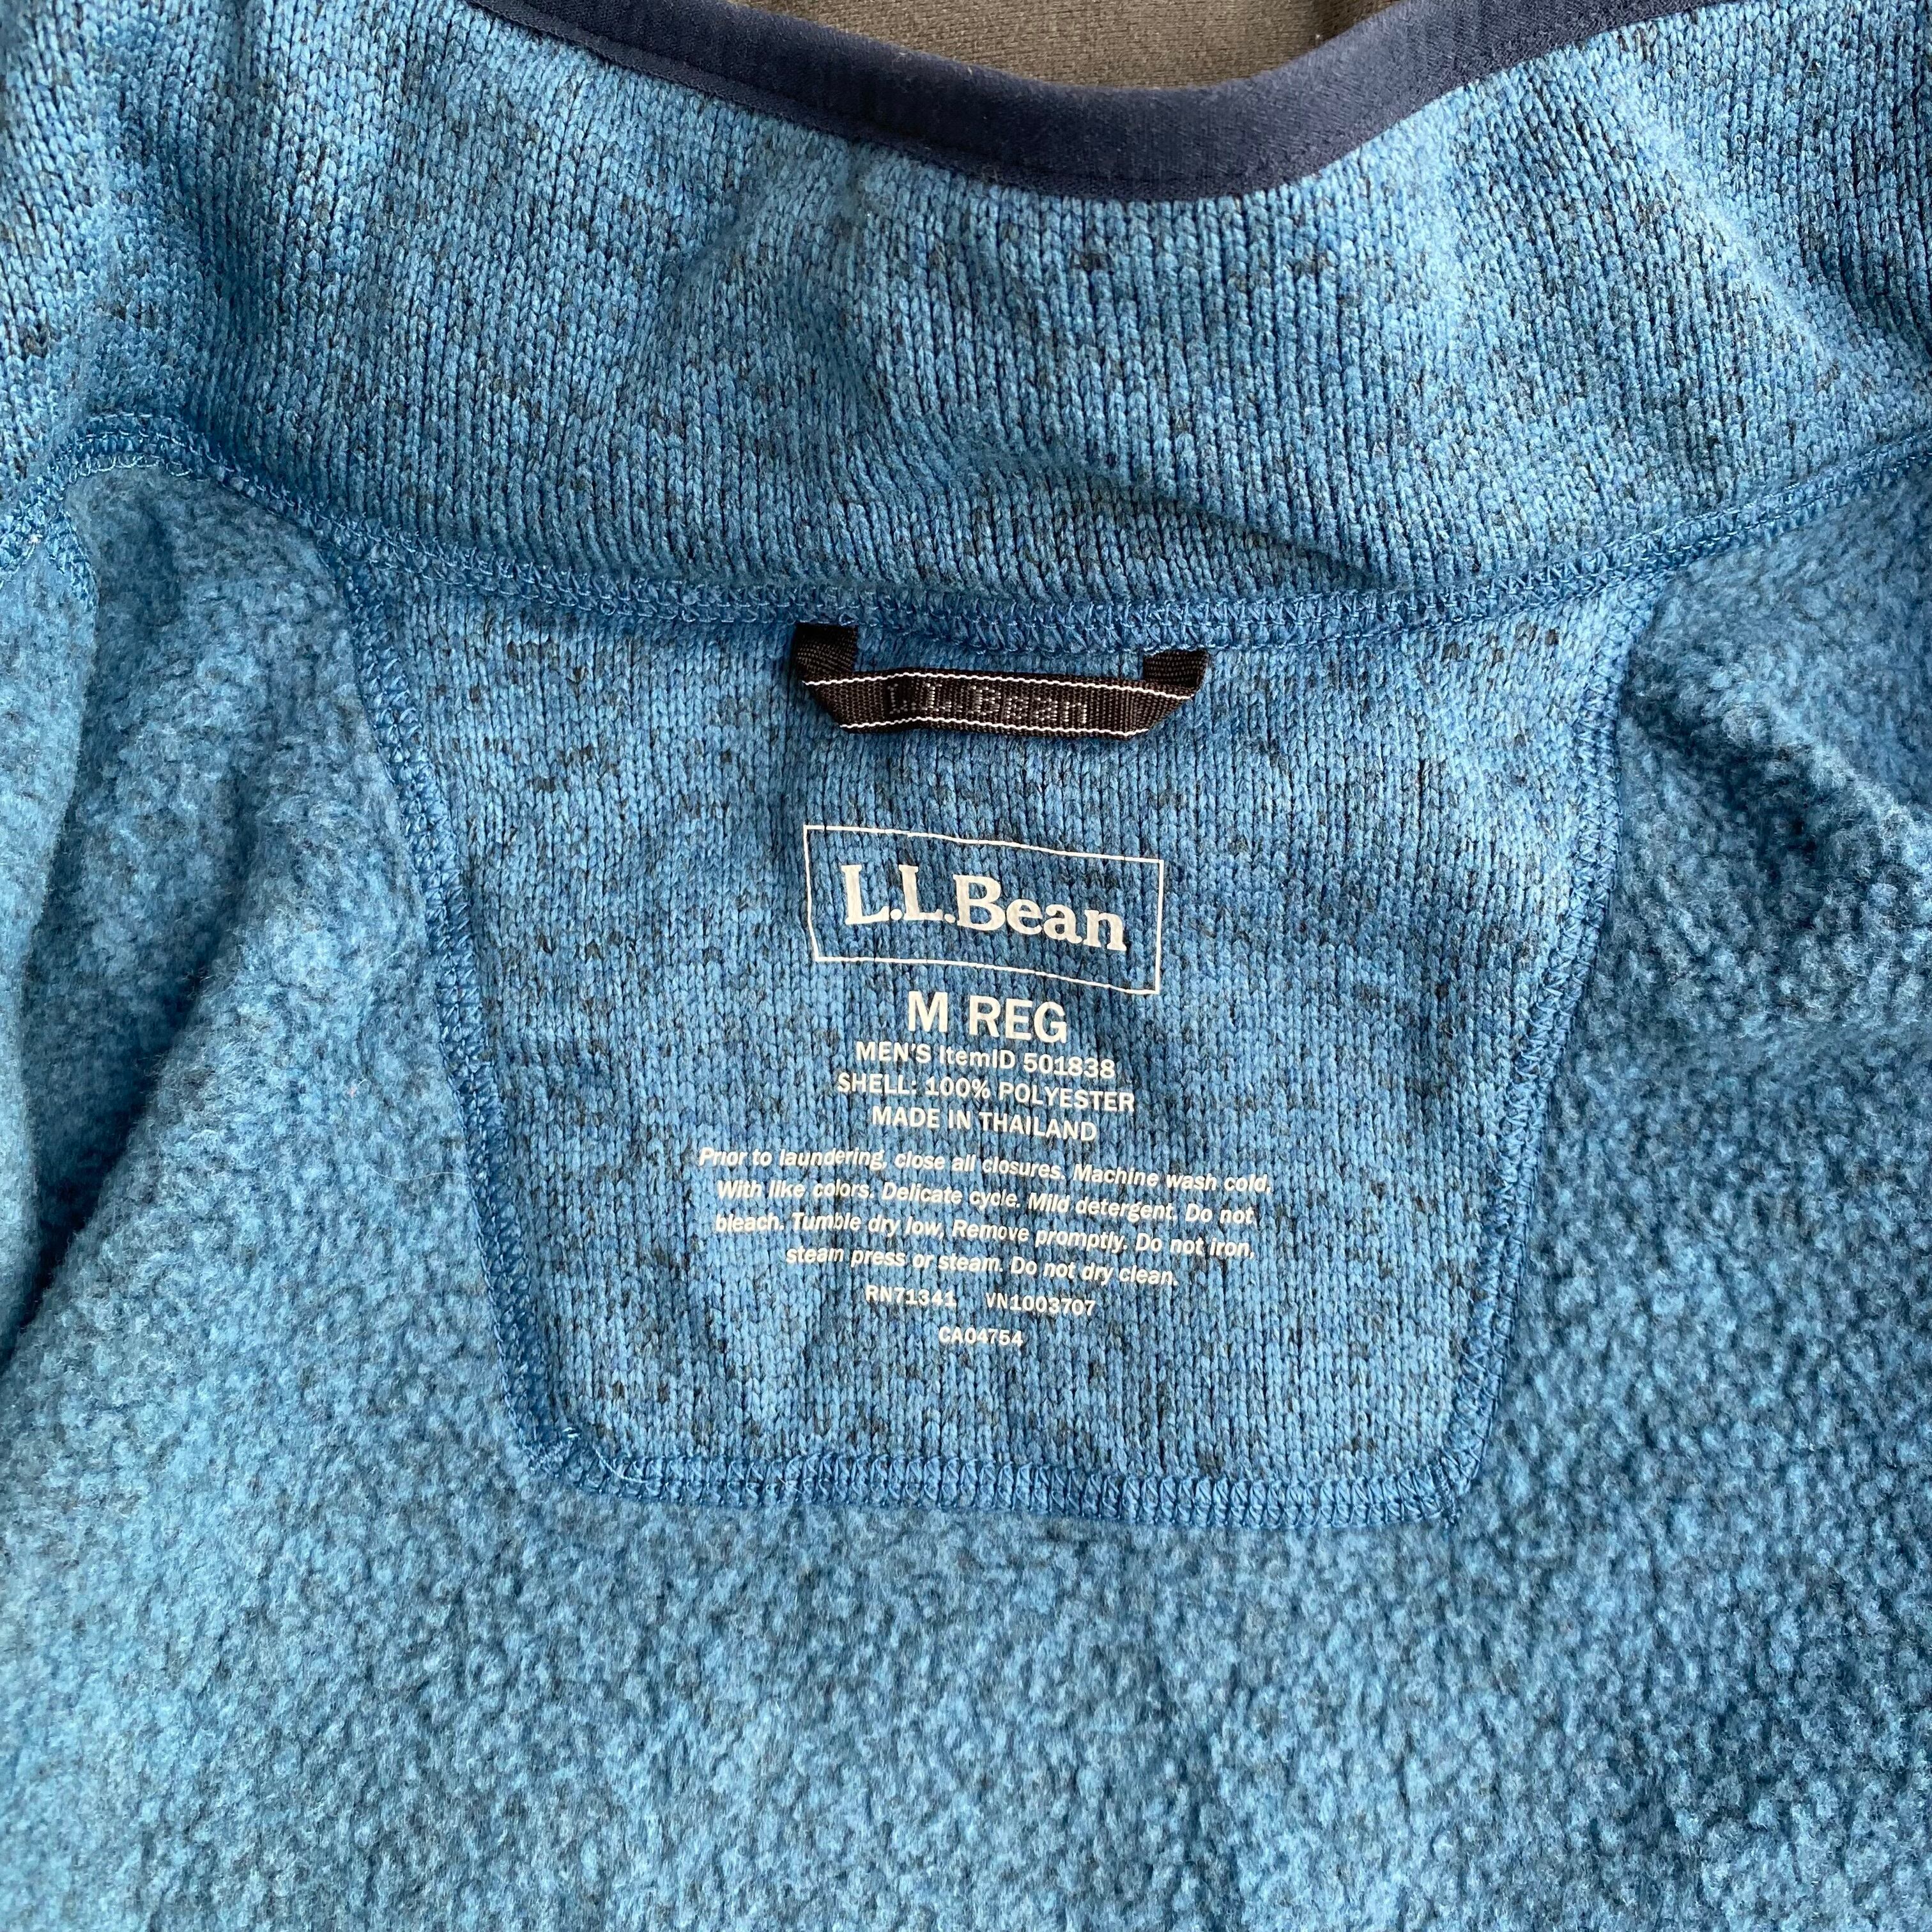 L.L.Bean
L.L.Bean
M REG
MEN'S ItemID 501838
SHELL: 100% POLYESTER
MADE IN THAILAND
Prior to laundering, close all closures. Machine wash cold,
With like colors. Delicate cycle. Mild detergent. Do not
bleach. Tumble dry low, Remove promptly. Do not iron,
steam press or steam. Do not dry clean.
RN71341 VN1003707
CA04754